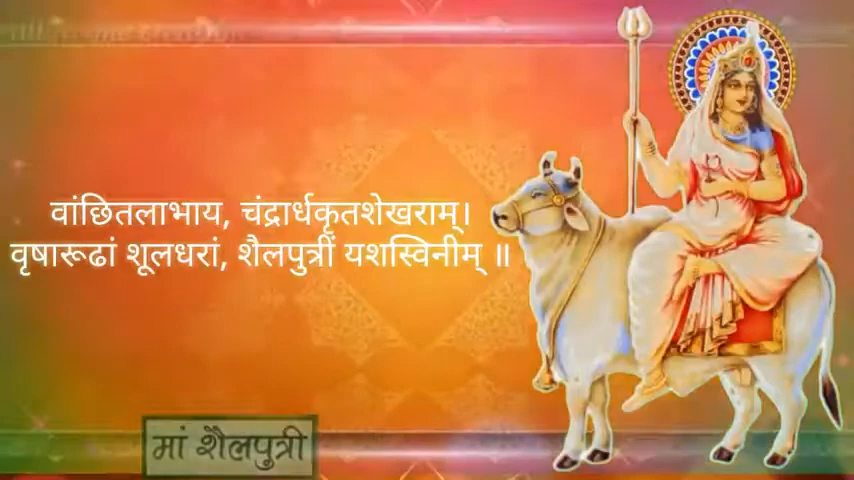 वांछितलाभाय, चंद्रार्धकृतशेखराम्।
वृषारूढां शूलधरां, शैलपुत्रीं यशस्विनीम् ॥
मां शैलपुत्री